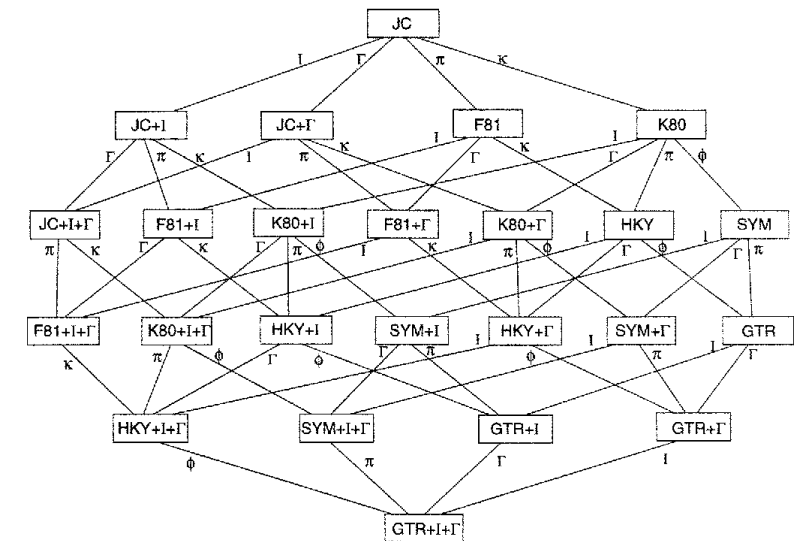 JC
I Γ π κ
JC+I JC+Γ F81 K80
Γ π κ I π κ I Γ κ I Γ π φ
JC+I+Γ F81+I K80+I F81+Γ K80+Γ HKY SYM
π κ Γ κ Γ π φ I κ I π φ I Γ φ I Γ π
F81+I+Γ K80+I+Γ HKY+I SYM+I HKY+Γ SYM+Γ GTR
κ π φ Γ φ Γ π I φ I π I Γ
HKY+I+Γ SYM+I+Γ GTR+I GTR+Γ
φ π Γ I
GTR+I+Γ